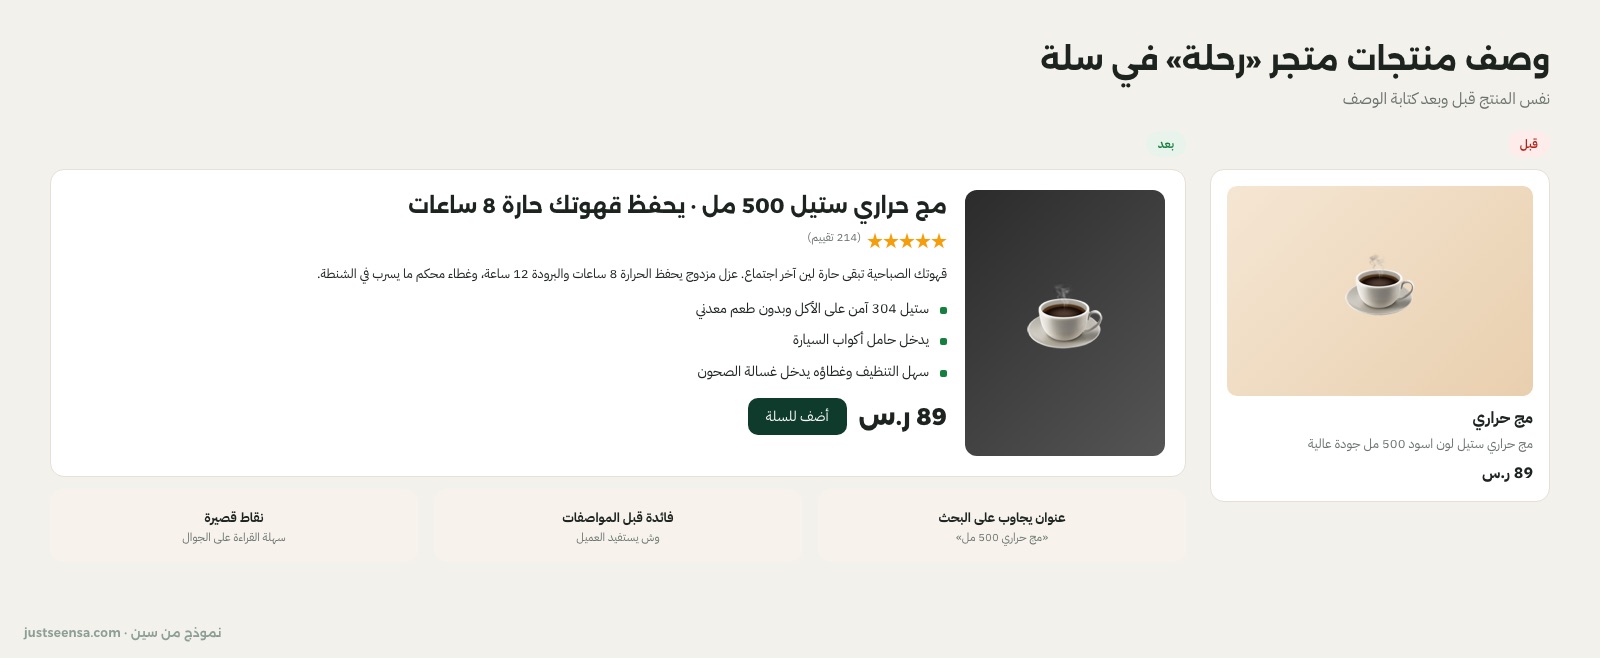 وصف منتجات متجر «رحلة» في سلة
نفس المنتج قبل وبعد كتابة الوصف
قبل
مج حراري
مج حراري ستيل لون اسود 500 مل جودة عالية
89 ر.س
بعد
مج حراري ستيل 500 مل · يحفظ قهوتك حارة 8 ساعات
★★★★★ (214 تقييم)
قهوتك الصباحية تبقى حارة لين آخر اجتماع. عزل مزدوج يحفظ الحرارة 8 ساعات والبرودة 12 ساعة، وغطاء محكم ما يسرب في الشنطة.
ستيل 304 آمن على الأكل وبدون طعم معدني
يدخل حامل أكواب السيارة
سهل التنظيف وغطاؤه يدخل غسالة الصحون
89 ر.س
أضف للسلة
عنوان يجاوب على البحث
«مج حراري 500 مل»
فائدة قبل المواصفات
وش يستفيد العميل
نقاط قصيرة
سهلة القراءة على الجوال
نموذج من سين · justseensa.com